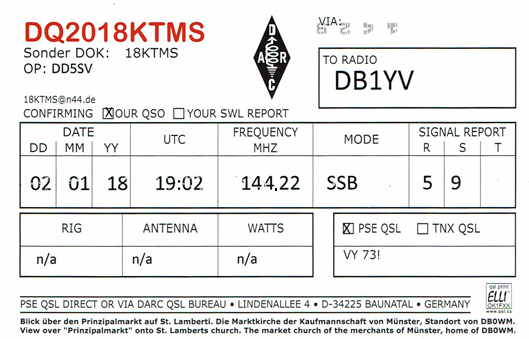 DQ2018KTMS
Sonder DOK: 18KTMS
OP: DD5SV
D
A R
C
VIA:
TO RADIO
DB1YV
18KTMS@n44.de
CONFIRMING X OUR QSO YOUR SWL REPORT
DATE UTC FREQUENCY MHZ MODE SIGNAL REPORT
DD MM YY R S T
02 01 18 19:02 144.22 SSB 5 9
RIG ANTENNA WATTS
n/a n/a n/a
X PSE QSL TNX QSL
VY 73!
PSE QSL DIRECT OR VIA DARC QSL BUREAU • LINDENALLEE 4 • D-34225 BAUNATAL • GERMANY
qsl print
ELLI
OK1FXX
www.qsl.cz
Blick über den "Prinzipalmarkt" auf St. Lamberti. Die Marktkirche der Kaufmannschaft von Münster, Standort von DB0WM.
View over "Prinzipalmarkt" onto St. Lamberts church. The market church of the merchants of Münster, home of DB0WM.